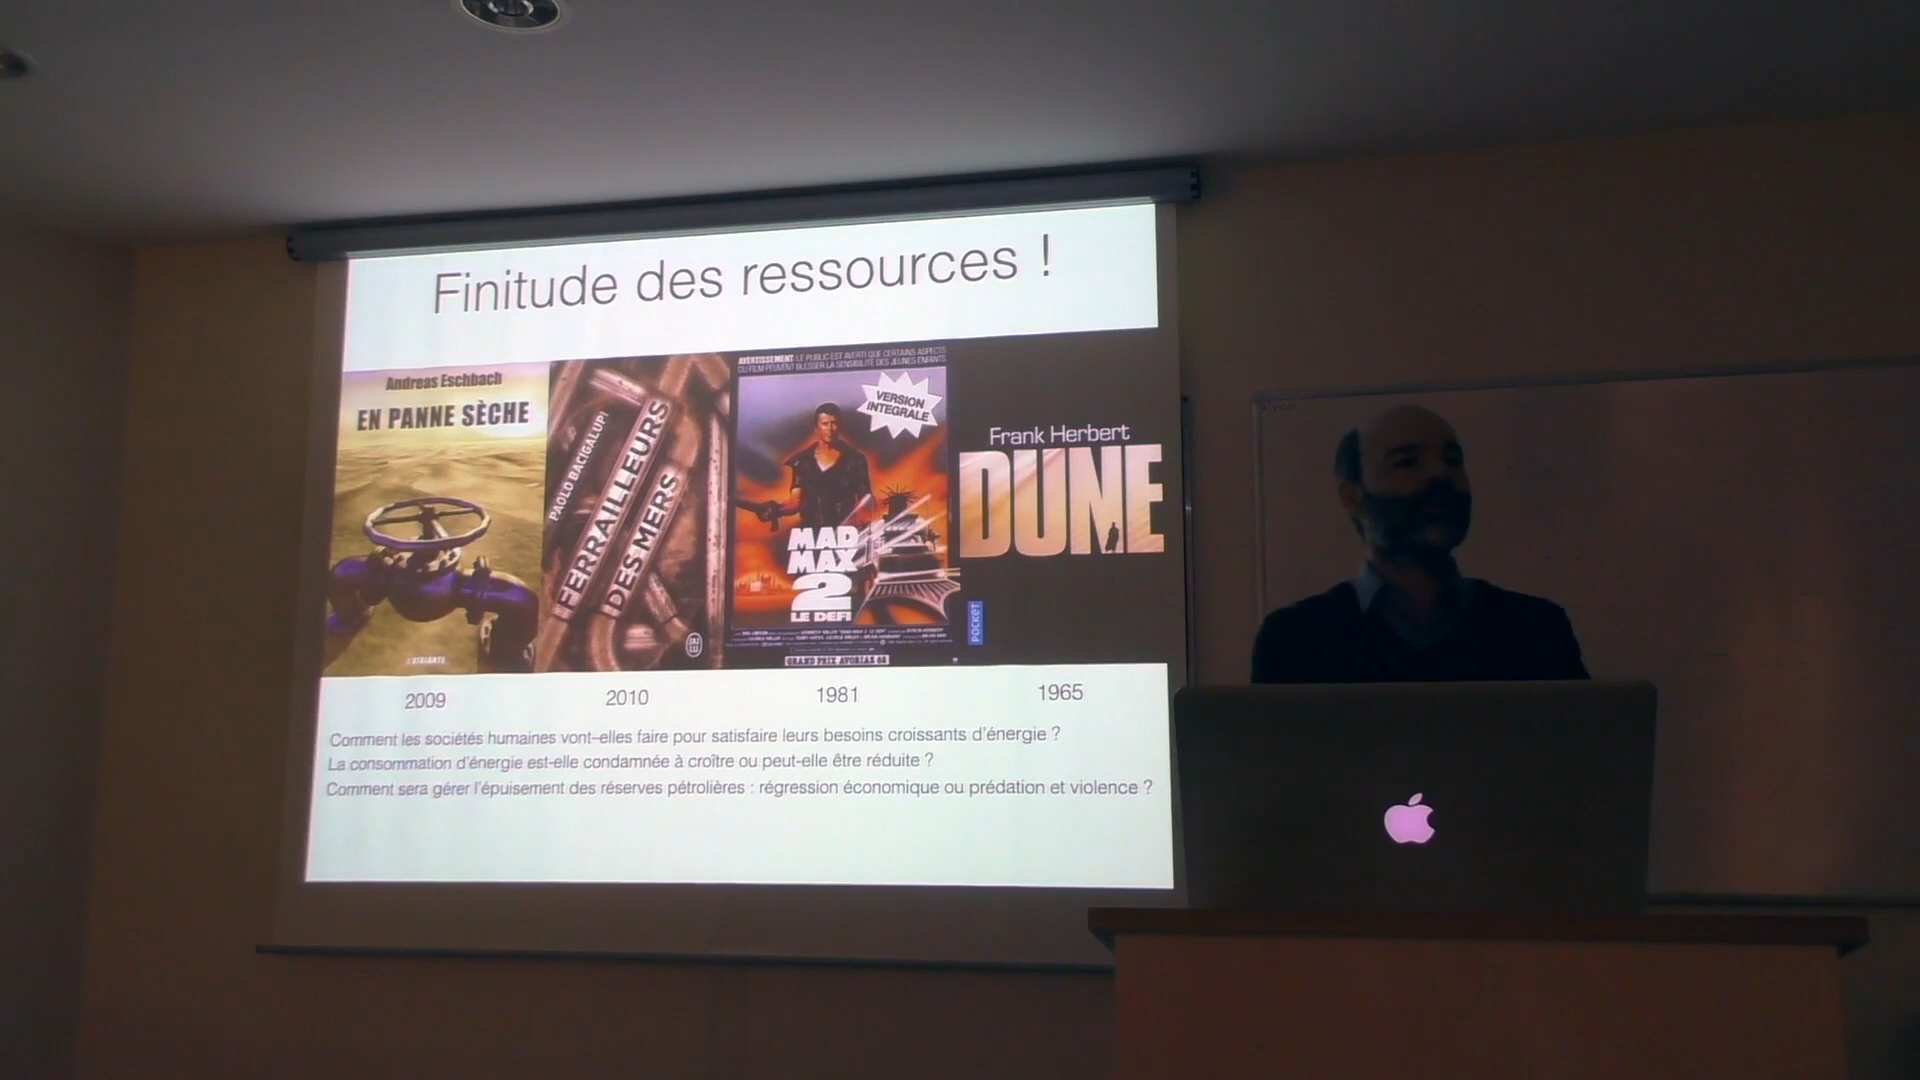 Finitude des ressources !
Andreas Eschbach
EN PANNE SÈCHE
L'ATALANTE
PAOLO BACIGALUPI
FERRAILLEURS
DES MERS
J'AI
LU
AVERTISSEMENT : LE PUBLIC EST AVERTI QUE CERTAINS ASPECTS
DU FILM PEUVENT BLESSER LA SENSIBILITÉ DES JEUNES ENFANTS
VERSION
INTEGRALE
MAD
MAX
2
LE DEFI
GRAND PRIX AVORIAZ 82
Frank Herbert
DUNE
POCKET
2009
2010
1981
1965
Comment les sociétés humaines vont-elles faire pour satisfaire leurs besoins croissants d'énergie ?
La consommation d'énergie est-elle condamnée à croître ou peut-elle être réduite ?
Comment sera gérer l'épuisement des réserves pétrolières : régression économique ou prédation et violence ?